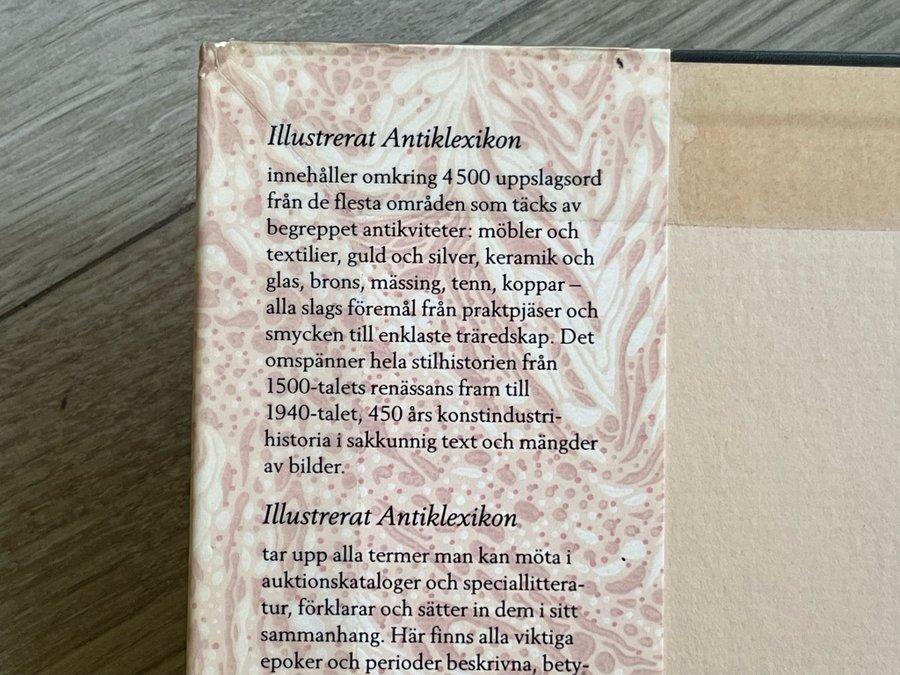 Illustrerat Antiklexikon
innehåller omkring 4 500 uppslagsord
från de flesta områden som täcks av
begreppet antikviteter: möbler och
textilier, guld och silver, keramik och
glas, brons, mässing, tenn, koppar –
alla slags föremål från praktpjäser och
smycken till enklaste träredskap. Det
omspänner hela stilhistorien från
1500-talets renässans fram till
1940-talet, 450 års konstindustri-
historia i sakkunnig text och mängder
av bilder.
Illustrerat Antiklexikon
tar upp alla termer man kan möta i
auktionskataloger och speciallittera-
tur, förklarar och sätter in dem i sitt
sammanhang. Här finns alla viktiga
epoker och perioder beskrivna, bety-